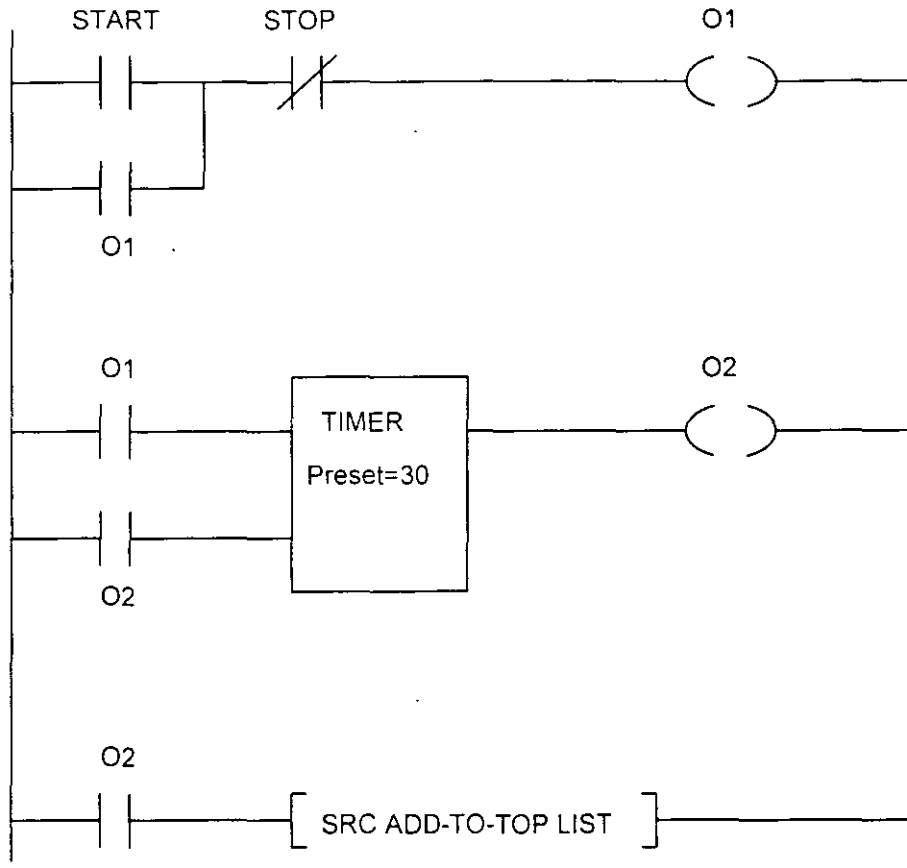 START
STOP
O1
O1
O1
O2
TIMER
Preset=30
O2
O2
SRC ADD-TO-TOP LIST